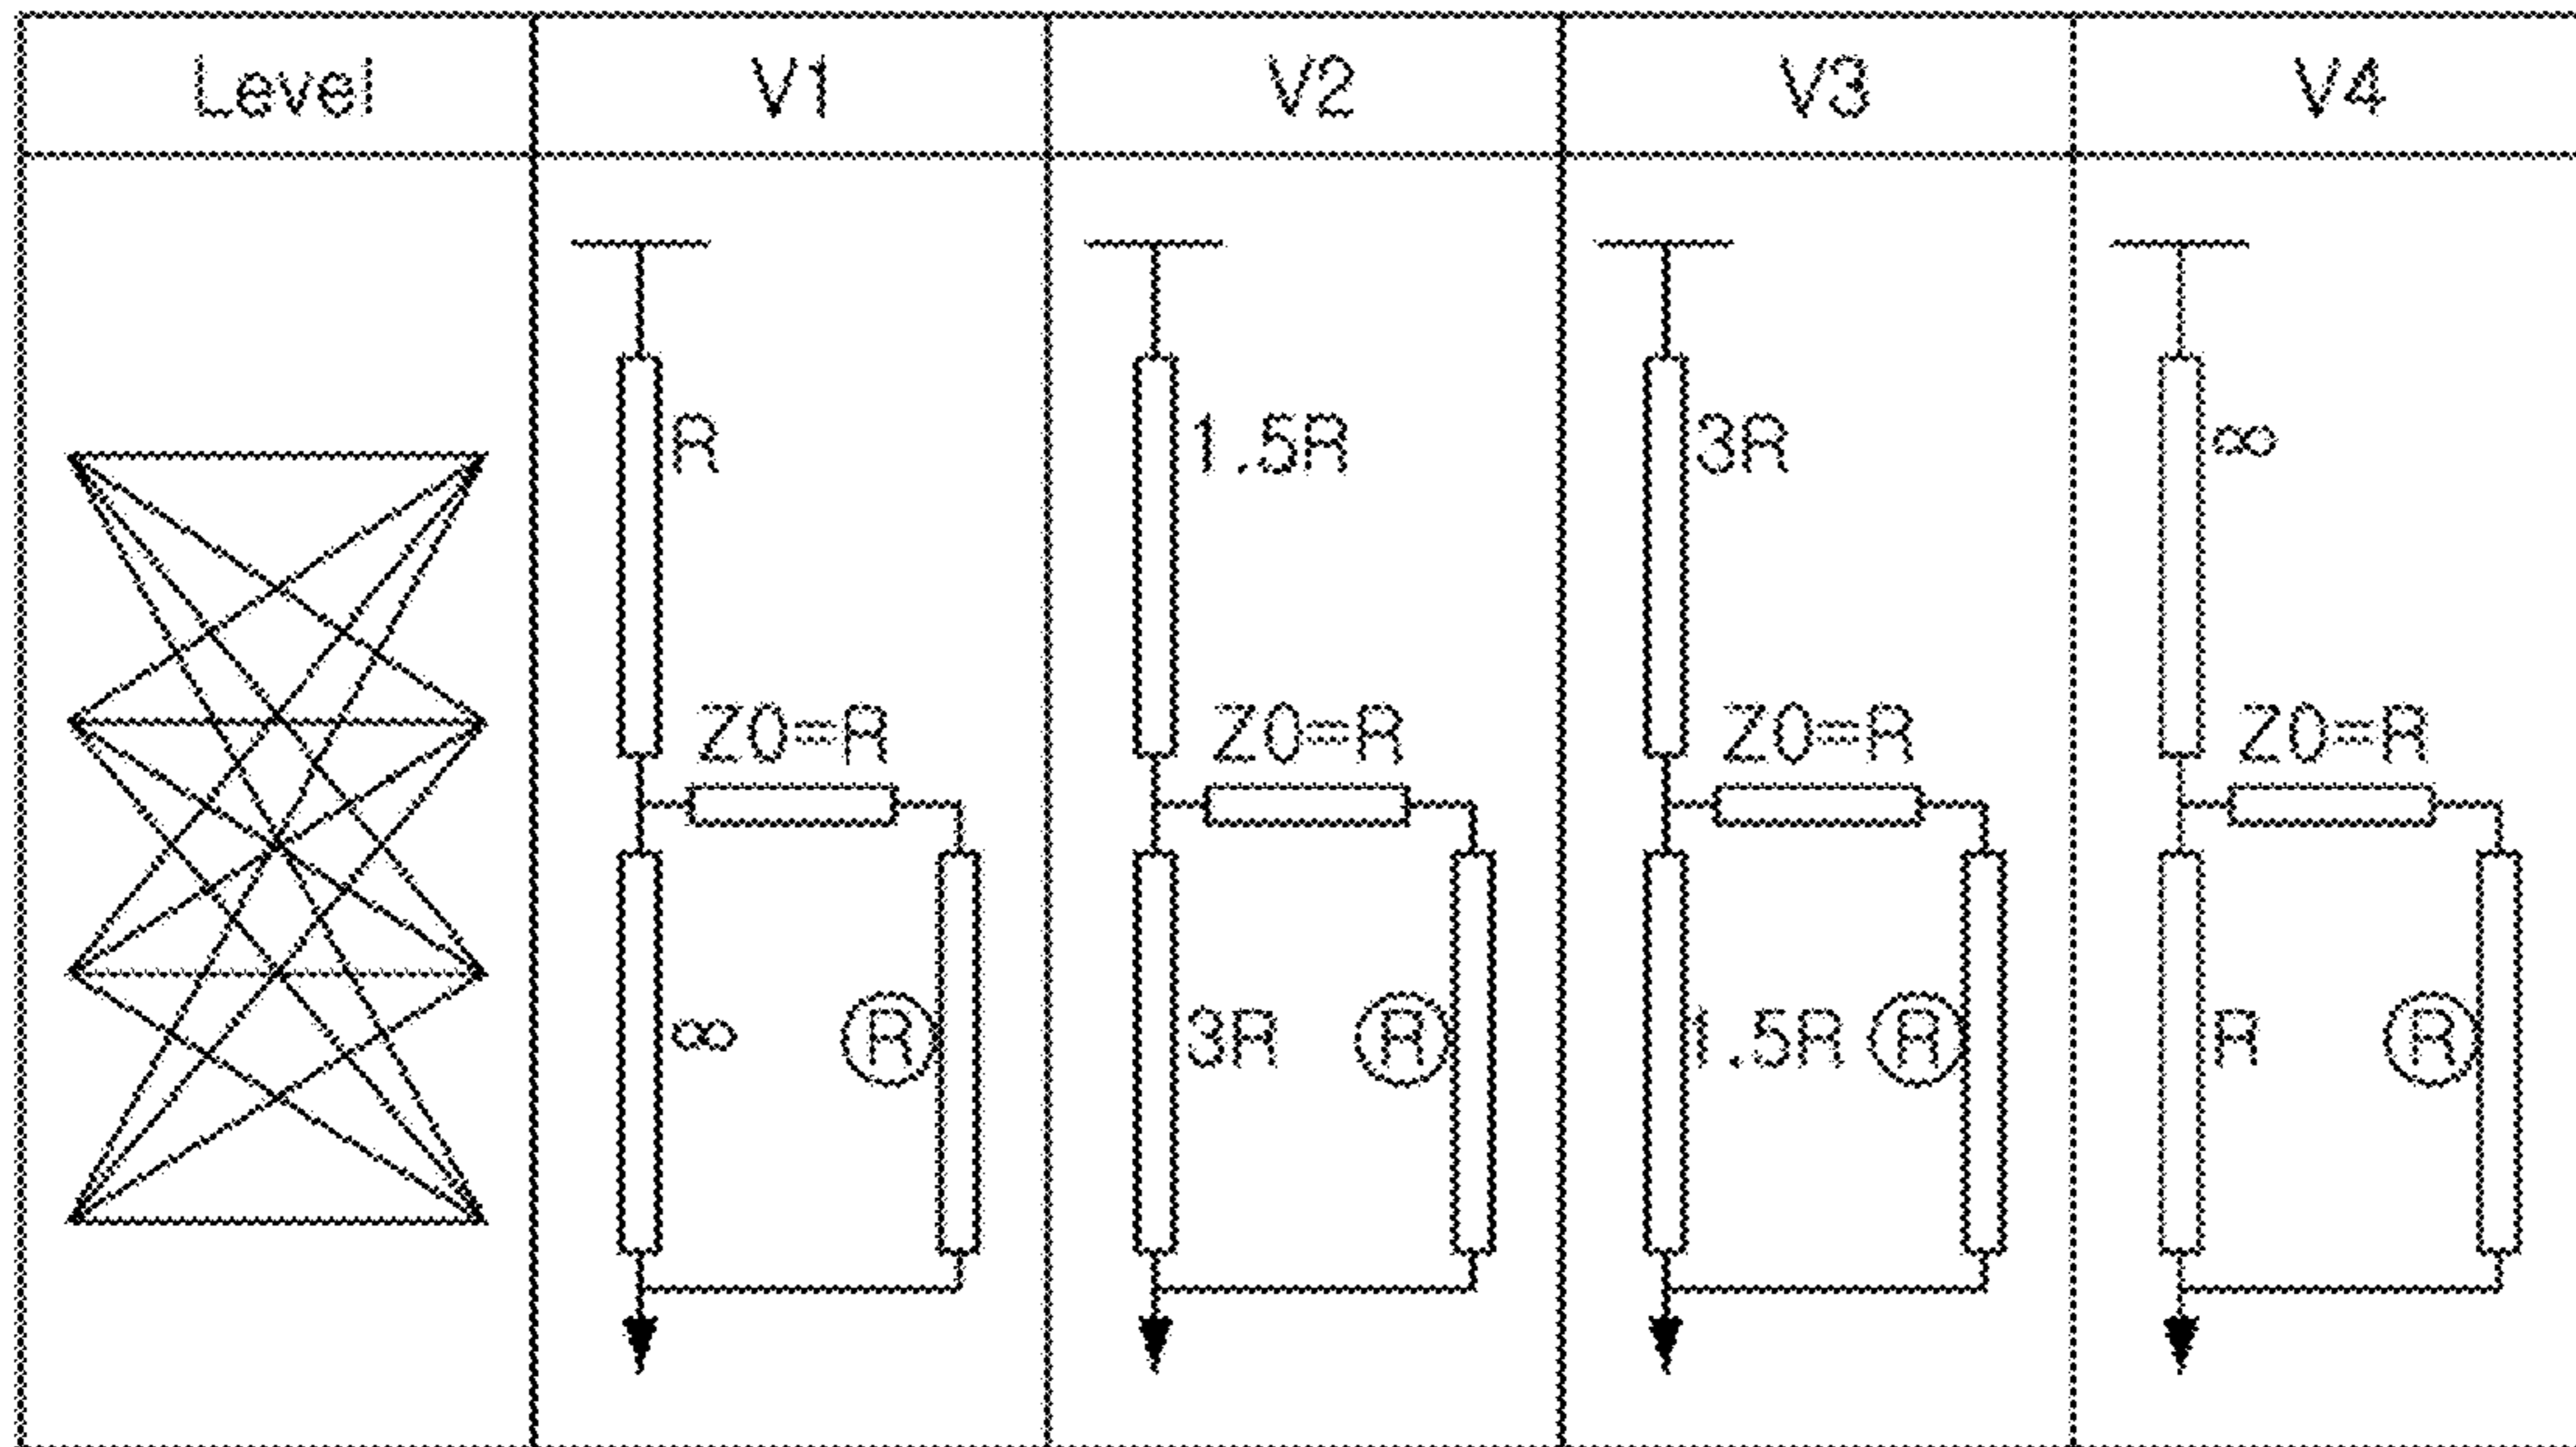 Level V1 V2 V3 V4
R 1.5R 3R ∞
Z0=R Z0=R Z0=R Z0=R
∞ R 3R R 1.5R R R R